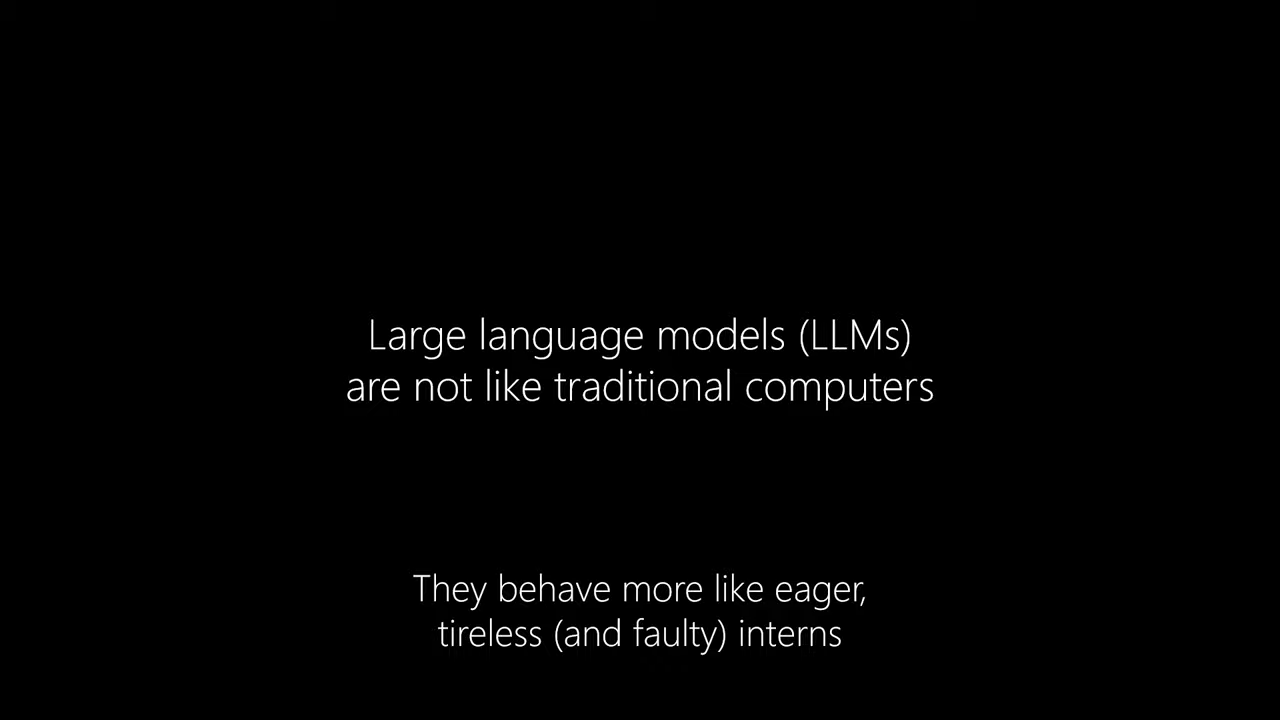 Large language models (LLMs)
are not like traditional computers
They behave more like eager,
tireless (and faulty) interns